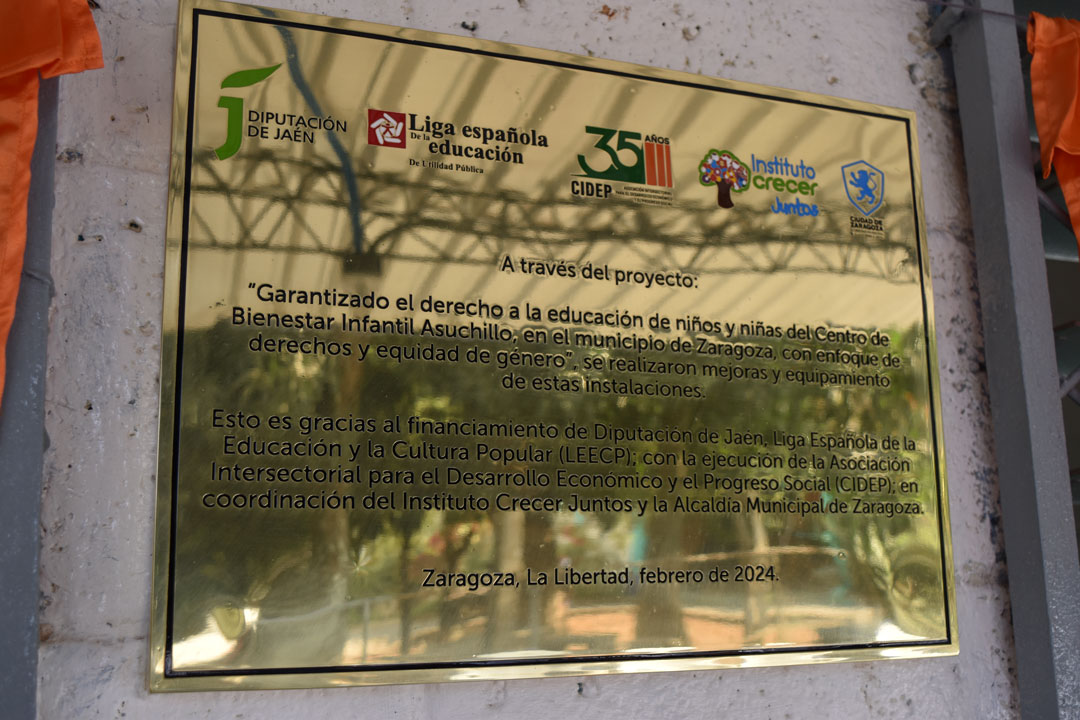 DIPUTACIÓN
DE JAÉN
Liga española
De la
educación
De Utilidad Pública
35 AÑOS
CIDEP
Instituto
crecer
Juntos
CIUDAD DE
ZARAGOZA
A través del proyecto:
“Garantizado el derecho a la educación de niños y niñas del Centro de
Bienestar Infantil Asuchillo, en el municipio de Zaragoza, con enfoque de
derechos y equidad de género”, se realizaron mejoras y equipamiento
de estas instalaciones.
Esto es gracias al financiamiento de Diputación de Jaén, Liga Española de la
Educación y la Cultura Popular (LEECP); con la ejecución de la Asociación
Intersectorial para el Desarrollo Económico y el Progreso Social (CIDEP); en
coordinación del Instituto Crecer Juntos y la Alcaldía Municipal de Zaragoza.
Zaragoza, La Libertad, febrero de 2024.